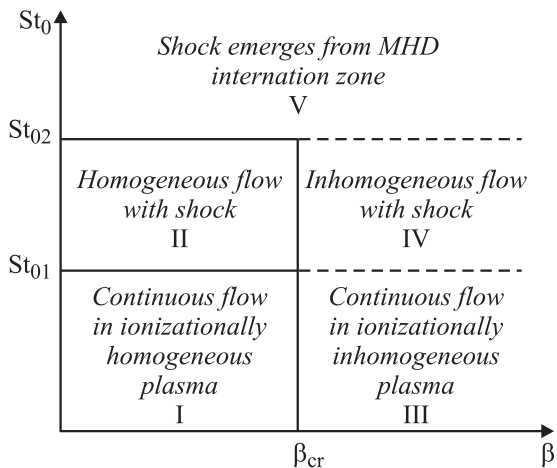 St₀
Shock emerges from MHD
internation zone
V
St₀₂
Homogeneous flow
with shock
II
Inhomogeneous flow
with shock
IV
St₀₁
Continuous flow
in ionizationally
homogeneous
plasma
I
Continuous flow
in ionizationally
inhomogeneous
plasma
III
β_cr
β